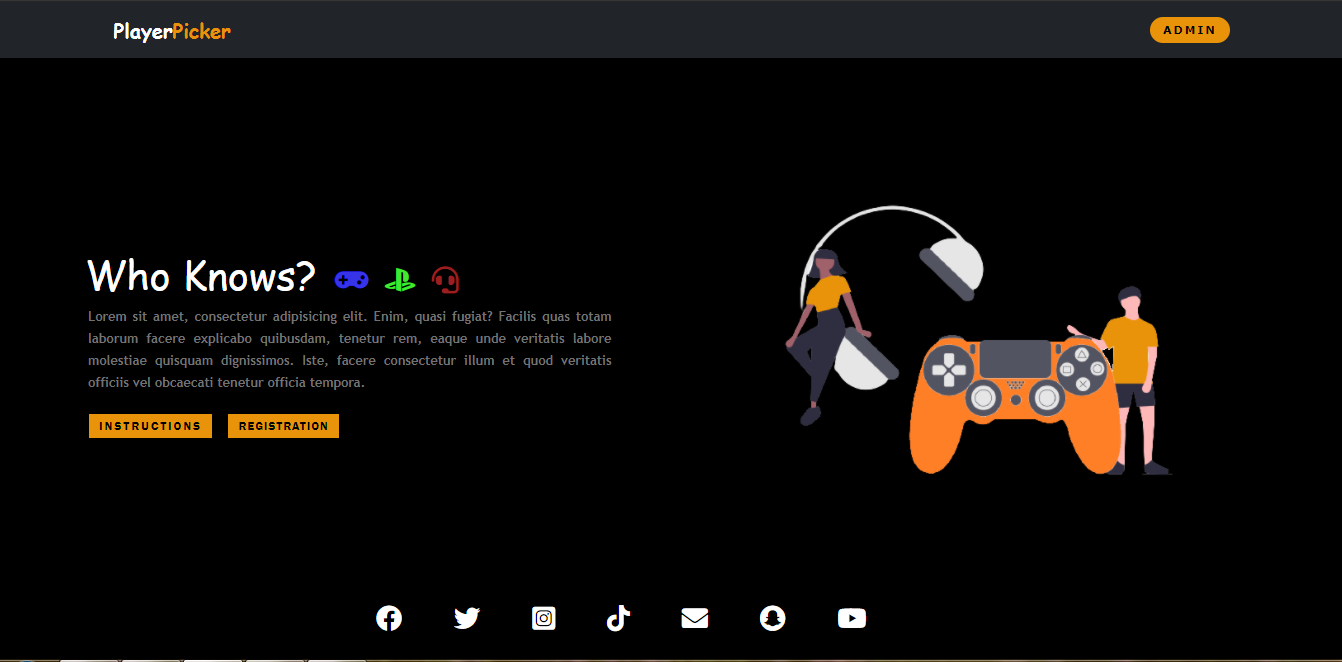 PlayerPicker
ADMIN
Who Knows?
Lorem sit amet, consectetur adipisicing elit. Enim, quasi fugiat? Facilis quas totam
laborum facere explicabo quibusdam, tenetur rem, eaque unde veritatis labore
molestiae quisquam dignissimos. Iste, facere consectetur illum et quod veritatis
officiis vel obcaecati tenetur officia tempora.
INSTRUCTIONS
REGISTRATION